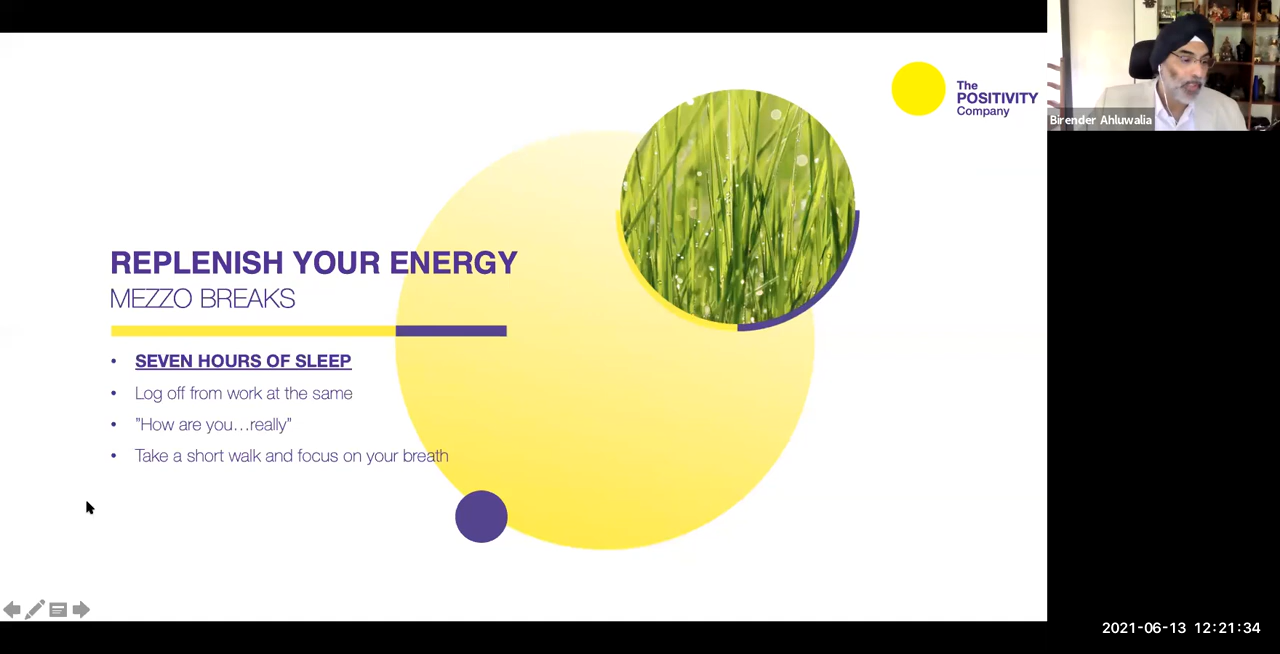 The
POSITIVITY
Company
Birender Ahluwalia
REPLENISH YOUR ENERGY
MEZZO BREAKS
• SEVEN HOURS OF SLEEP
• Log off from work at the same
• ”How are you…really"
• Take a short walk and focus on your breath
2021-06-13 12:21:34